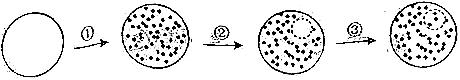 ① ② ③